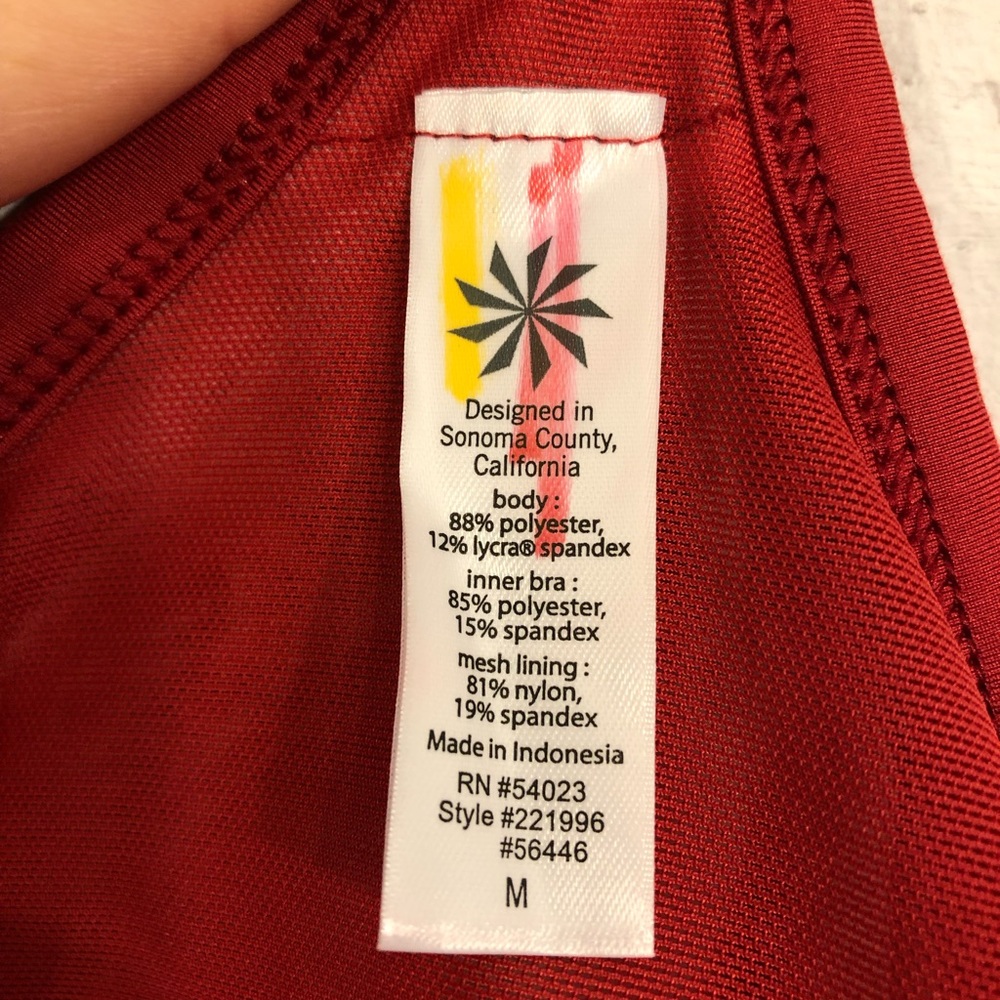 Designed in
Sonoma County,
California
body :
88% polyester,
12% lycra® spandex
inner bra :
85% polyester,
15% spandex
mesh lining :
81% nylon,
19% spandex
Made in Indonesia
RN #54023
Style #221996
#56446
M